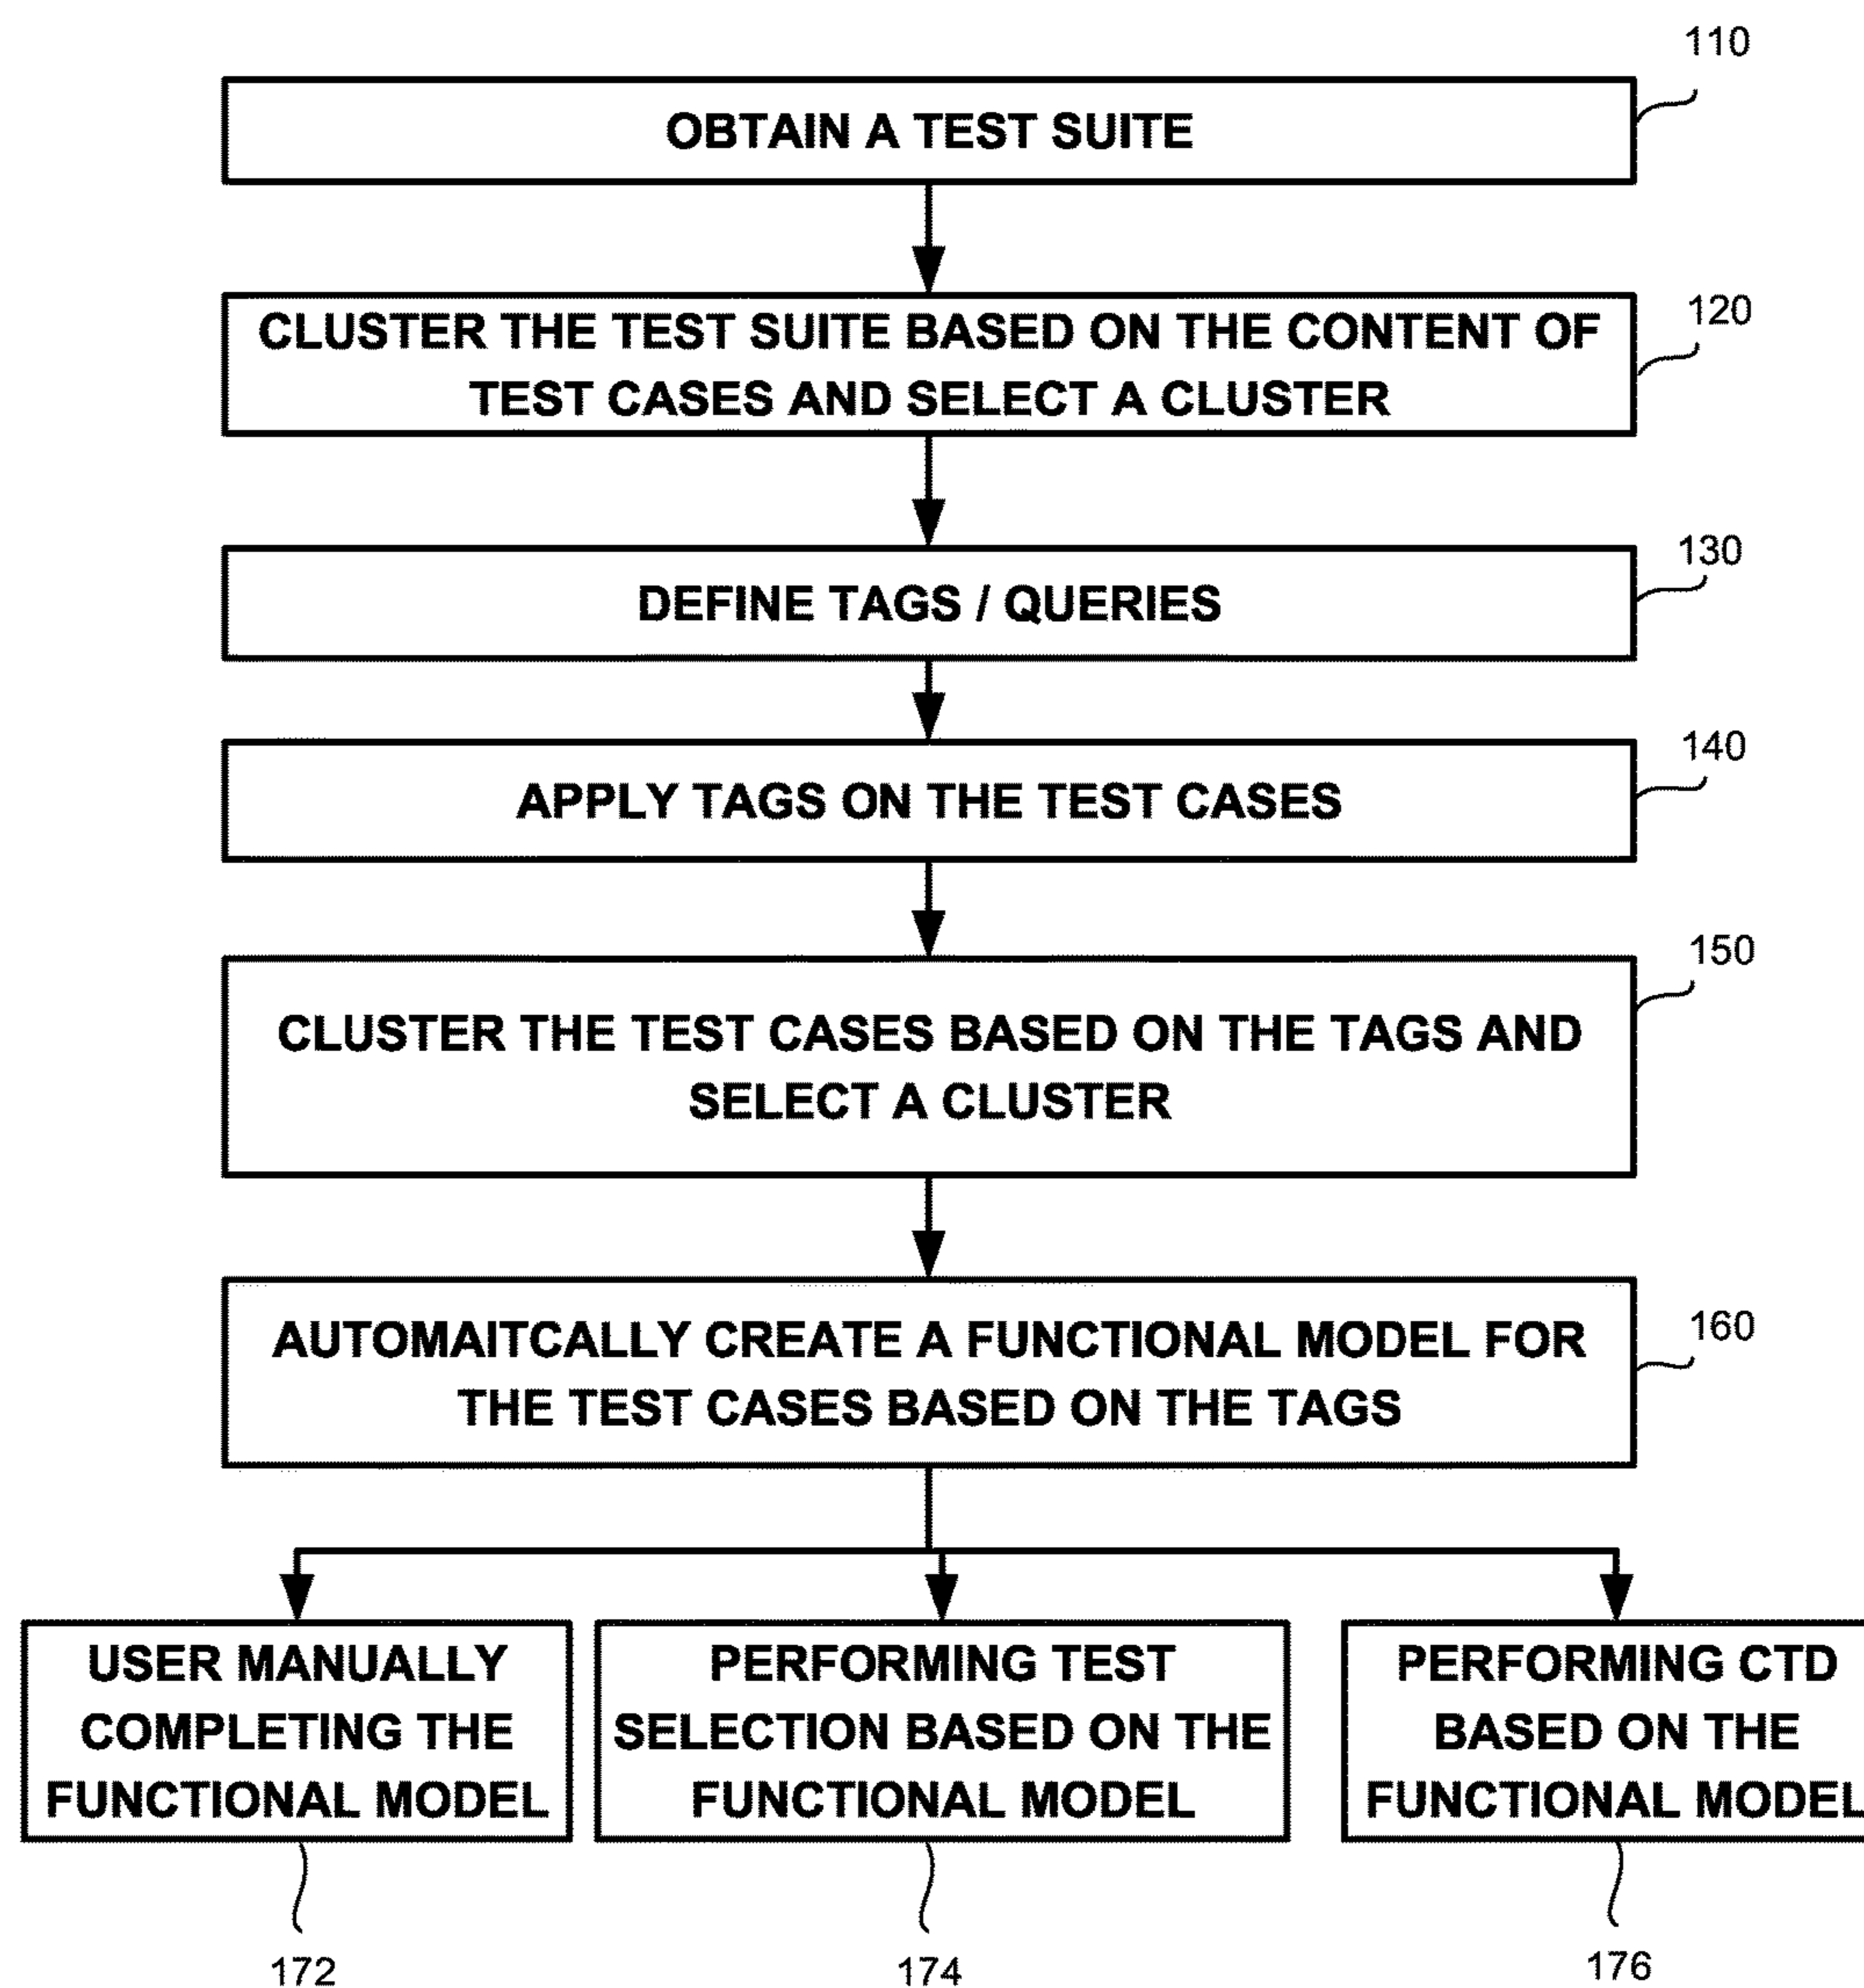 110
OBTAIN A TEST SUITE
120
CLUSTER THE TEST SUITE BASED ON THE CONTENT OF
TEST CASES AND SELECT A CLUSTER
130
DEFINE TAGS / QUERIES
140
APPLY TAGS ON THE TEST CASES
150
CLUSTER THE TEST CASES BASED ON THE TAGS AND
SELECT A CLUSTER
160
AUTOMAITCALLY CREATE A FUNCTIONAL MODEL FOR
THE TEST CASES BASED ON THE TAGS
USER MANUALLY
COMPLETING THE
FUNCTIONAL MODEL
PERFORMING TEST
SELECTION BASED ON THE
FUNCTIONAL MODEL
PERFORMING CTD
BASED ON THE
FUNCTIONAL MODEL
172
174
176